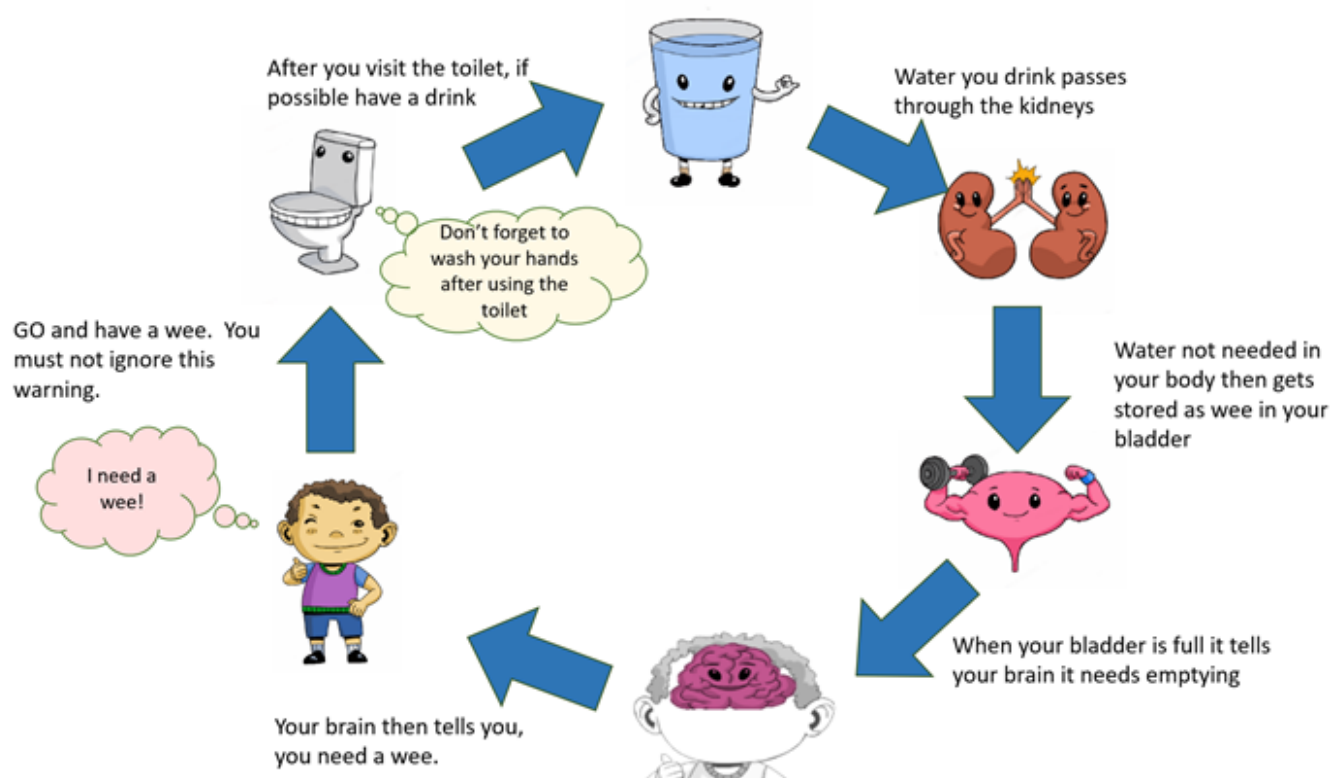 After you visit the toilet, if
possible have a drink
Water you drink passes
through the kidneys
Don't forget to
wash your hands
after using the
toilet
GO and have a wee.  You
must not ignore this
warning.
Water not needed in
your body then gets
stored as wee in your
bladder
I need a
wee!
When your bladder is full it tells
your brain it needs emptying
Your brain then tells you,
you need a wee.